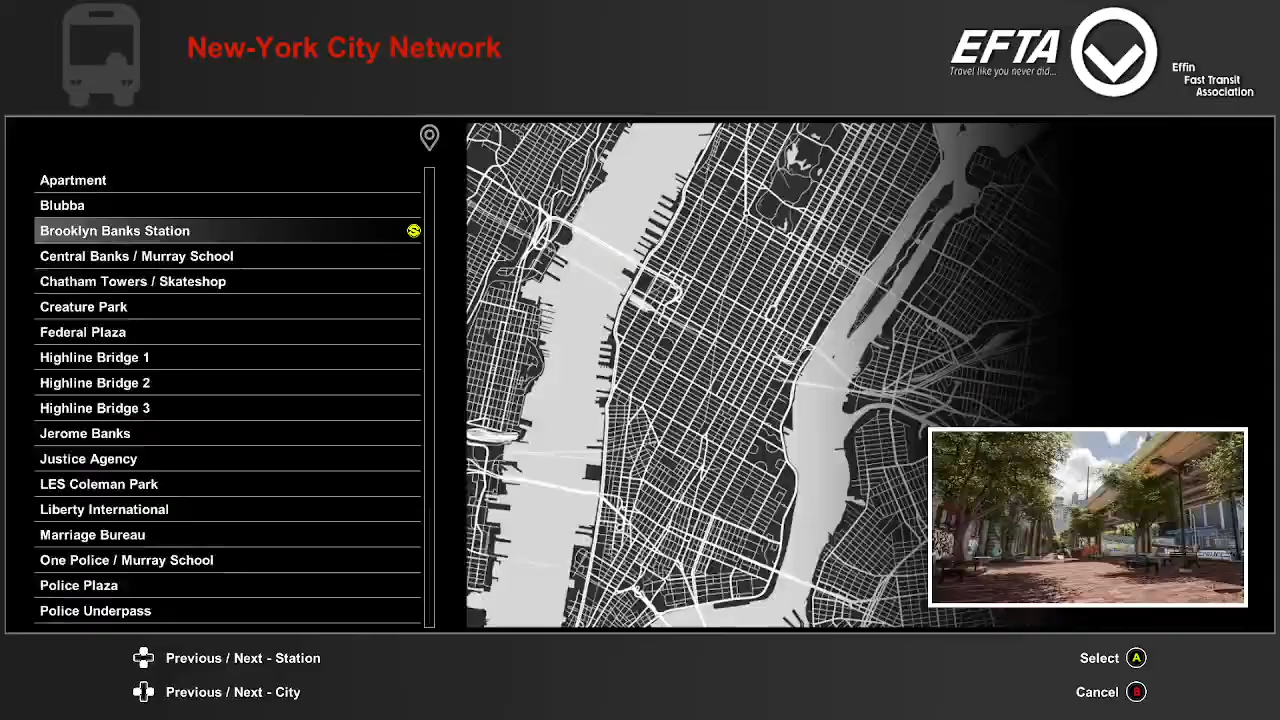 New-York City Network
EFTA
Travel like you never did...
Effin
Fast Transit
Association
Apartment
Blubba
Brooklyn Banks Station
Central Banks / Murray School
Chatham Towers / Skateshop
Creature Park
Federal Plaza
Highline Bridge 1
Highline Bridge 2
Highline Bridge 3
Jerome Banks
Justice Agency
LES Coleman Park
Liberty International
Marriage Bureau
One Police / Murray School
Police Plaza
Police Underpass
Previous / Next - Station
Select A
Previous / Next - City
Cancel B